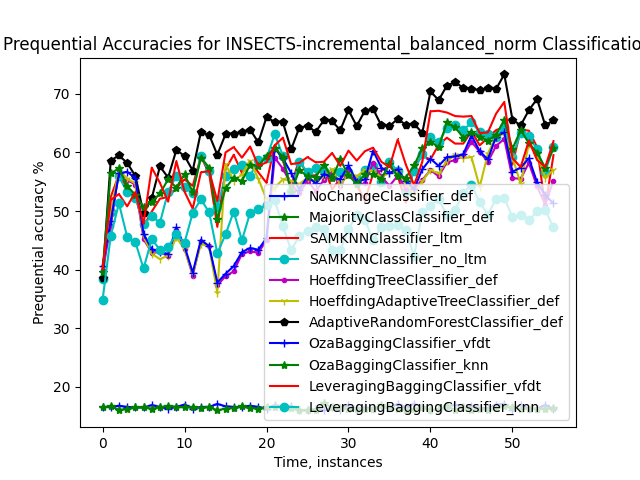 Prequential Accuracies for INSECTS-incremental_balanced_norm Classificatio
Prequential accuracy %
70
60
50
40
30
20
NoChangeClassifier_def
MajorityClassClassifier_def
SAMKNNClassifier_ltm
SAMKNNClassifier_no_ltm
HoeffdingTreeClassifier_def
HoeffdingAdaptiveTreeClassifier_def
AdaptiveRandomForestClassifier_def
OzaBaggingClassifier_vfdt
OzaBaggingClassifier_knn
LeveragingBaggingClassifier_vfdt
LeveragingBaggingClassifier_knn
0 10 20 30 40 50
Time, instances